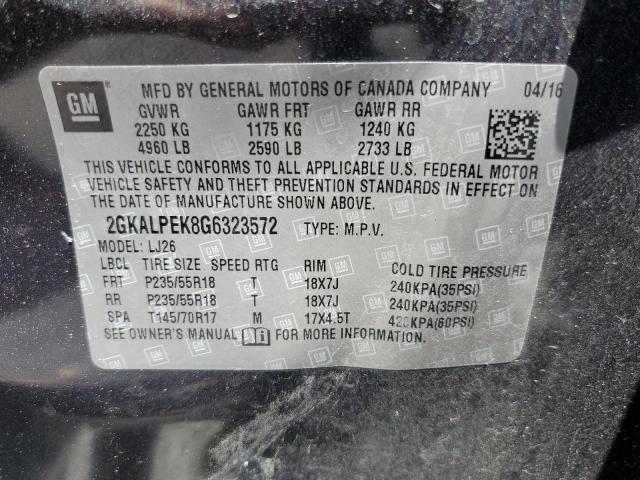 GM
MFD BY GENERAL MOTORS OF CANADA COMPANY 04/16
GVWR GAWR FRT GAWR RR
2250 KG 1175 KG 1240 KG
4960 LB 2590 LB 2733 LB
THIS VEHICLE CONFORMS TO ALL APPLICABLE U.S. FEDERAL MOTOR
VEHICLE SAFETY AND THEFT PREVENTION STANDARDS IN EFFECT ON
THE DATE OF MANUFACTURE SHOWN ABOVE.
2GKALPEK8G6323572 TYPE: M.P.V.
MODEL: LJ26
LBCL TIRE SIZE SPEED RTG RIM COLD TIRE PRESSURE
FRT P235/55R18 T 18X7J 240KPA(35PSI)
RR P235/55R18 T 18X7J 240KPA(35PSI)
SPA T145/70R17 M 17X4.5T 420KPA(60PSI)
SEE OWNER'S MANUAL FOR MORE INFORMATION.